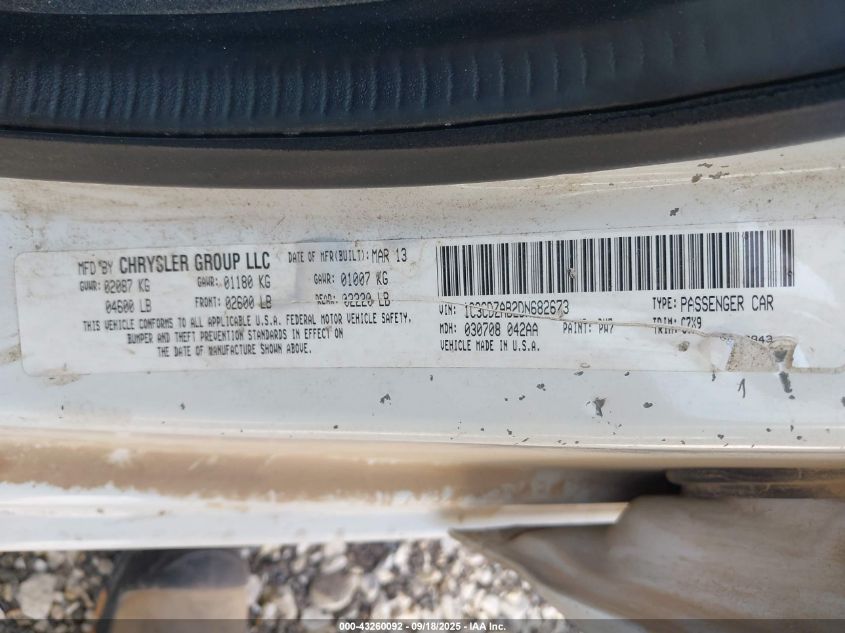 MFD BY CHRYSLER GROUP LLC
DATE OF MFR(BUILT): MAR 13
GVWR: 02087 KG
04600 LB
GAWR: 01180 KG
FRONT: 02600 LB
GAWR: 01007 KG
REAR: 02220 LB
THIS VEHICLE CONFORMS TO ALL APPLICABLE U.S.A. FEDERAL MOTOR VEHICLE SAFETY,
BUMPER AND THEFT PREVENTION STANDARDS IN EFFECT ON
THE DATE OF MANUFACTURE SHOWN ABOVE.
VIN: 1C3CDZAB2DN682673
TYPE: PASSENGER CAR
MDH: 030708 042AA
PAINT: PW7
TRIM: C7X9
VEHICLE MADE IN U.S.A.
000-43260092 - 09/18/2025 - IAA Inc.